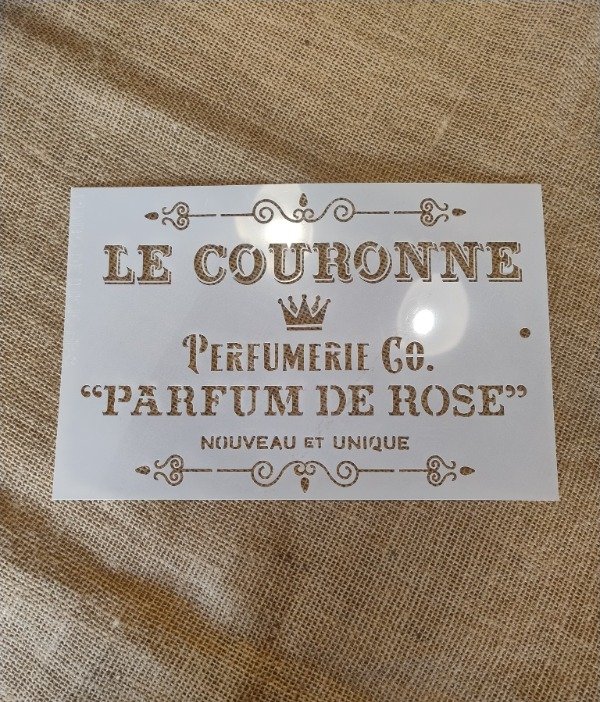 LE COURONNE
PERFUMERIE CO.
“PARFUM DE ROSE”
NOUVEAU ET UNIQUE